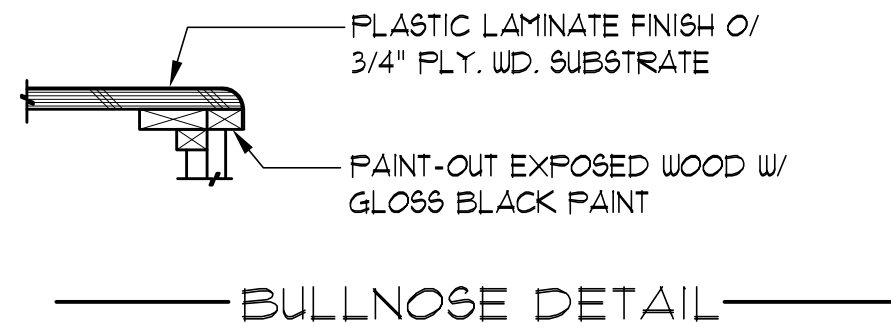 PLASTIC LAMINATE FINISH O/
3/4" PLY. WD. SUBSTRATE
PAINT-OUT EXPOSED WOOD W/
GLOSS BLACK PAINT
BULLNOSE DETAIL